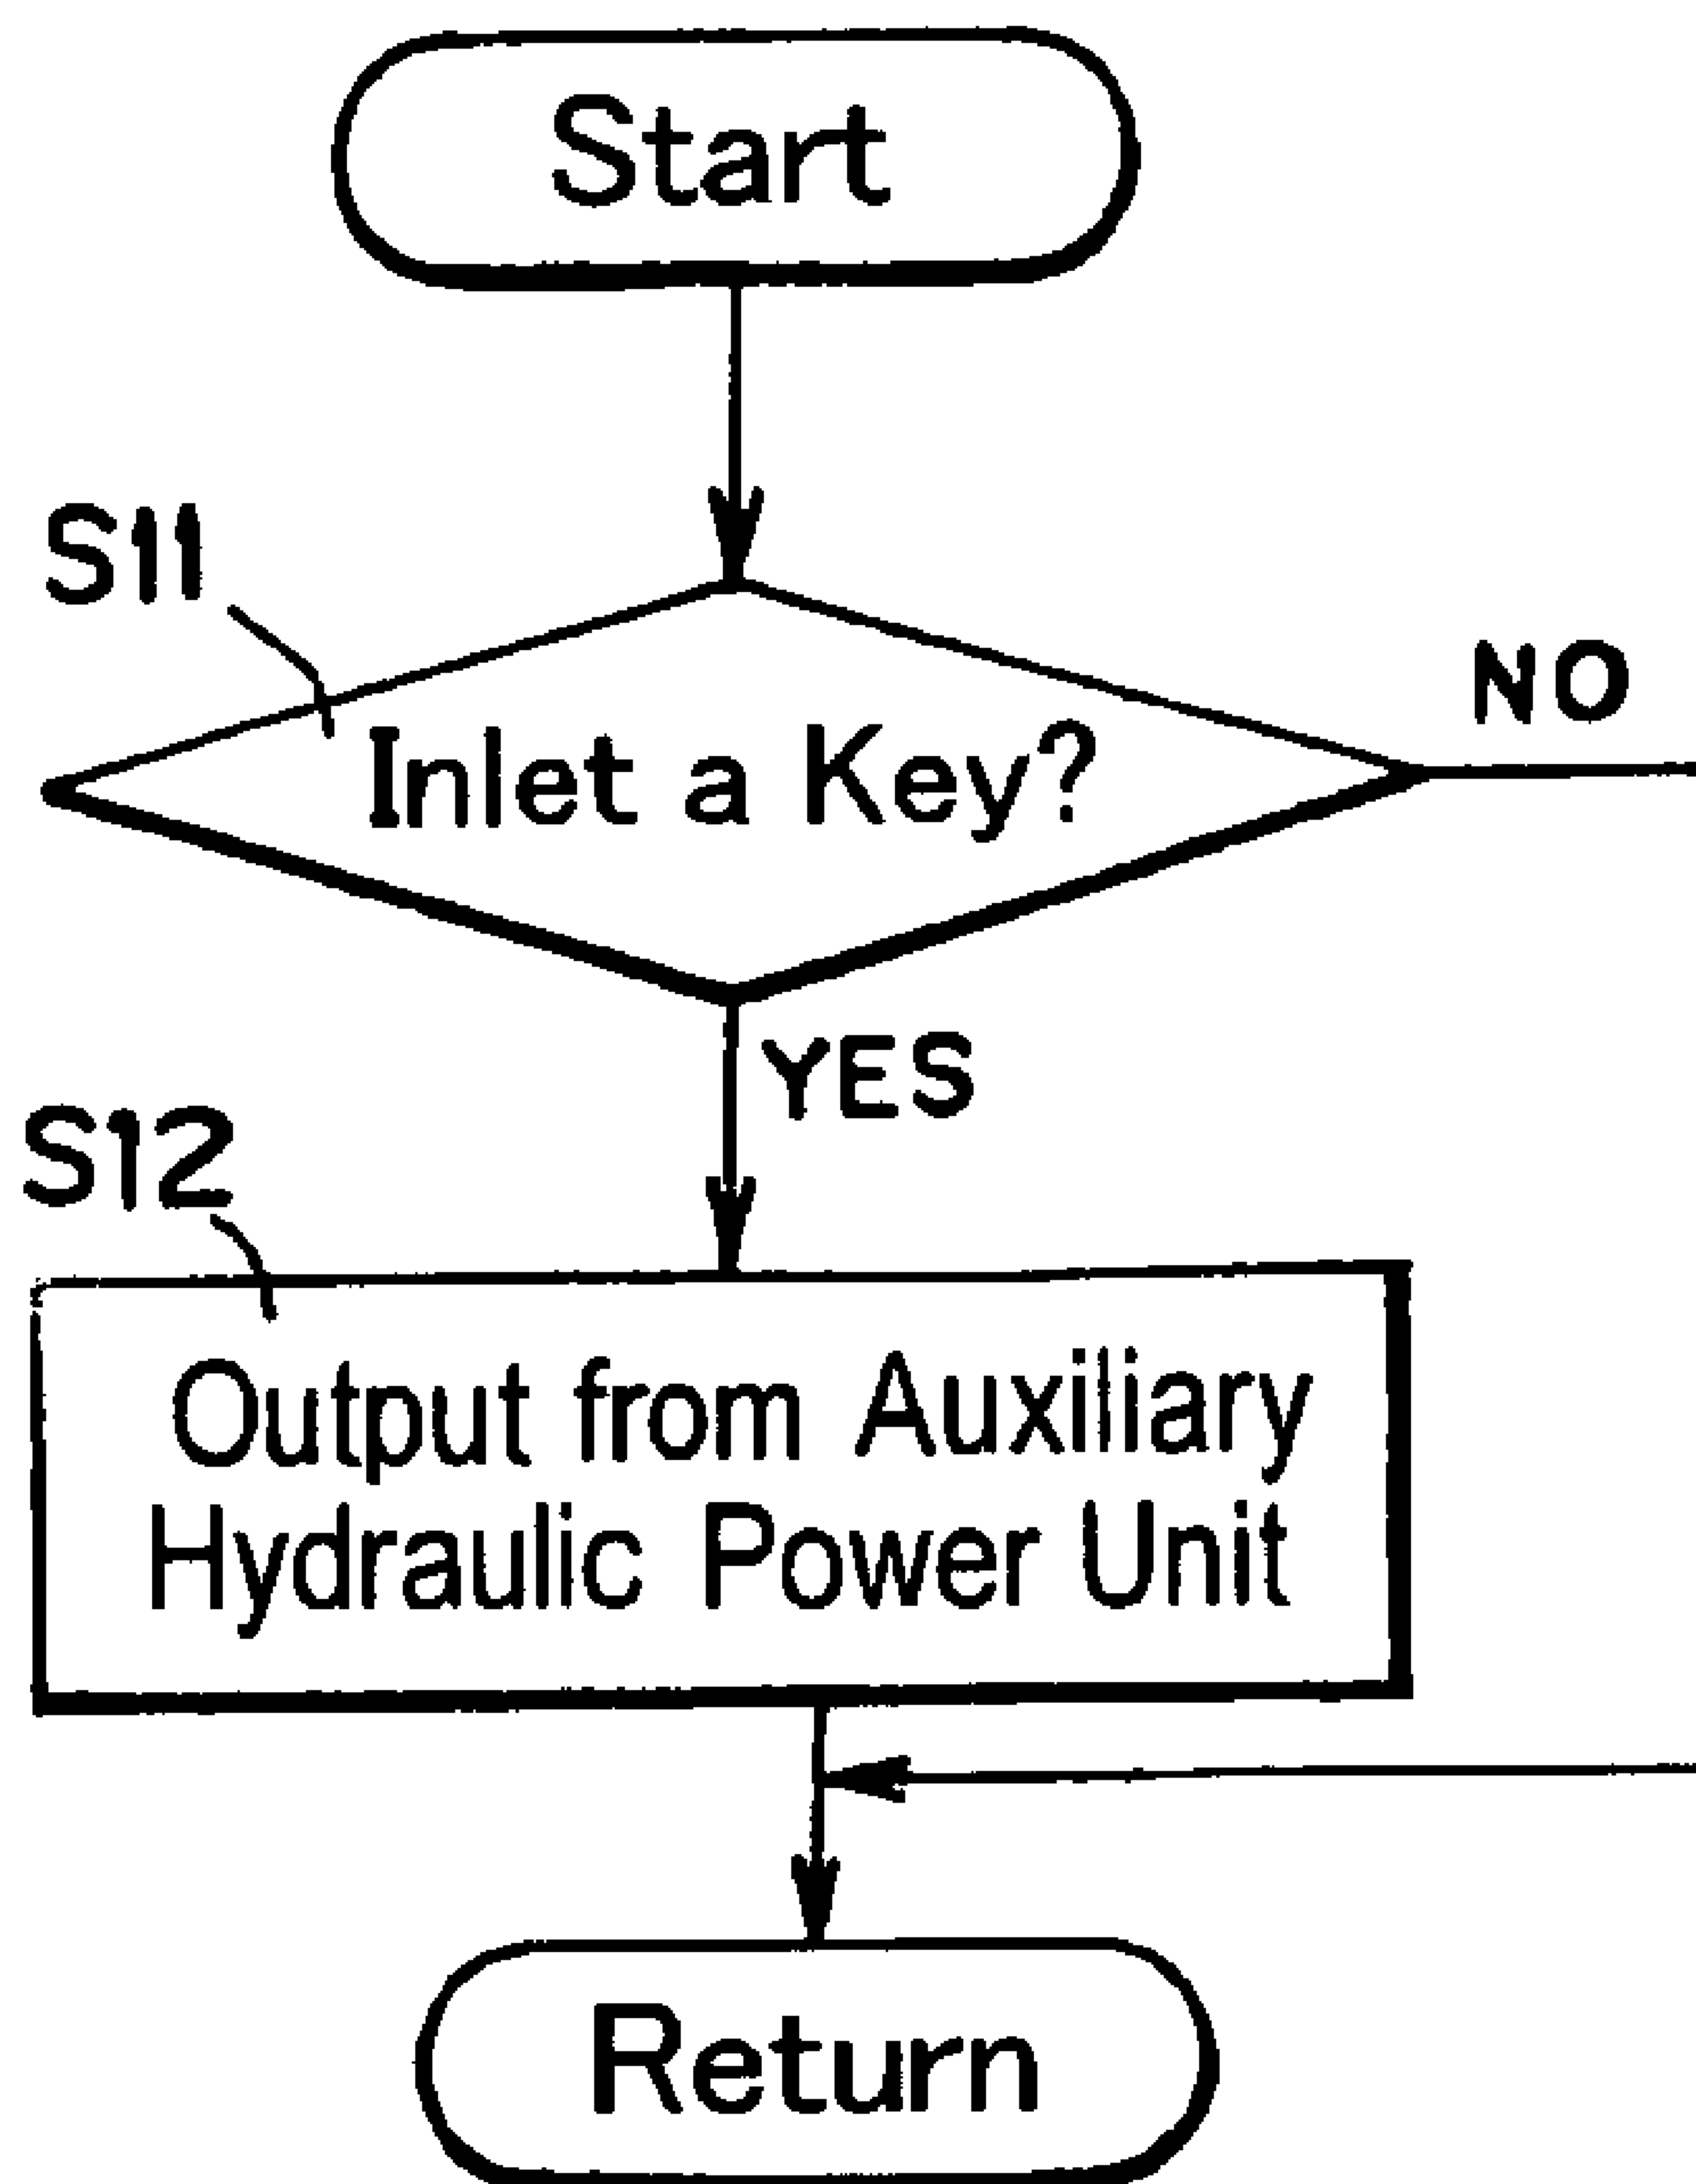 Start
S11
NO
Inlet a Key?
YES
S12
Output from Auxiliary
Hydraulic Power Unit
Return